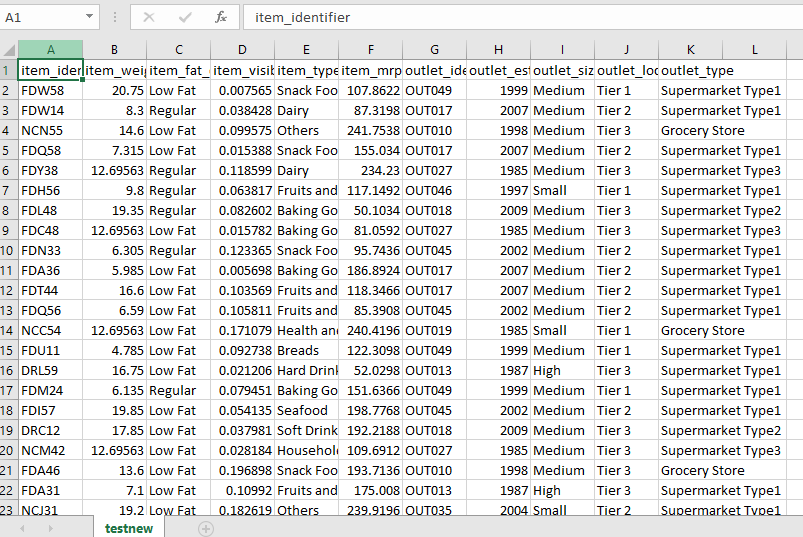 A1 fx item_identifier
A B C D E F G H I J K L
1 item_iden item_weig item_fat_ item_visib item_type item_mrp outlet_ide outlet_est outlet_siz outlet_loc outlet_type
2 FDW58 20.75 Low Fat 0.007565 Snack Foo 107.8622 OUT049 1999 Medium Tier 1 Supermarket Type1
3 FDW14 8.3 Regular 0.038428 Dairy 87.3198 OUT017 2007 Medium Tier 2 Supermarket Type1
4 NCN55 14.6 Low Fat 0.099575 Others 241.7538 OUT010 1998 Medium Tier 3 Grocery Store
5 FDQ58 7.315 Low Fat 0.015388 Snack Foo 155.034 OUT017 2007 Medium Tier 2 Supermarket Type1
6 FDY38 12.69563 Regular 0.118599 Dairy 234.23 OUT027 1985 Medium Tier 3 Supermarket Type3
7 FDH56 9.8 Regular 0.063817 Fruits and 117.1492 OUT046 1997 Small Tier 1 Supermarket Type1
8 FDL48 19.35 Regular 0.082602 Baking Go 50.1034 OUT018 2009 Medium Tier 3 Supermarket Type2
9 FDC48 12.69563 Low Fat 0.015782 Baking Go 81.0592 OUT027 1985 Medium Tier 3 Supermarket Type3
10 FDN33 6.305 Regular 0.123365 Snack Foo 95.7436 OUT045 2002 Medium Tier 2 Supermarket Type1
11 FDA36 5.985 Low Fat 0.005698 Baking Go 186.8924 OUT017 2007 Medium Tier 2 Supermarket Type1
12 FDT44 16.6 Low Fat 0.103569 Fruits and 118.3466 OUT017 2007 Medium Tier 2 Supermarket Type1
13 FDQ56 6.59 Low Fat 0.105811 Fruits and 85.3908 OUT045 2002 Medium Tier 2 Supermarket Type1
14 NCC54 12.69563 Low Fat 0.171079 Health and 240.4196 OUT019 1985 Small Tier 1 Grocery Store
15 FDU11 4.785 Low Fat 0.092738 Breads 122.3098 OUT049 1999 Medium Tier 1 Supermarket Type1
16 DRL59 16.75 Low Fat 0.021206 Hard Drink 52.0298 OUT013 1987 High Tier 3 Supermarket Type1
17 FDM24 6.135 Regular 0.079451 Baking Go 151.6366 OUT049 1999 Medium Tier 1 Supermarket Type1
18 FDI57 19.85 Low Fat 0.054135 Seafood 198.7768 OUT045 2002 Medium Tier 2 Supermarket Type1
19 DRC12 17.85 Low Fat 0.037981 Soft Drink 192.2188 OUT018 2009 Medium Tier 3 Supermarket Type2
20 NCM42 12.69563 Low Fat 0.028184 Househol 109.6912 OUT027 1985 Medium Tier 3 Supermarket Type3
21 FDA46 13.6 Low Fat 0.196898 Snack Foo 193.7136 OUT010 1998 Medium Tier 3 Grocery Store
22 FDA31 7.1 Low Fat 0.10992 Fruits and 175.008 OUT013 1987 High Tier 3 Supermarket Type1
23 NCJ31 19.2 Low Fat 0.182619 Others 239.9196 OUT035 2004 Small Tier 2 Supermarket Type1
testnew